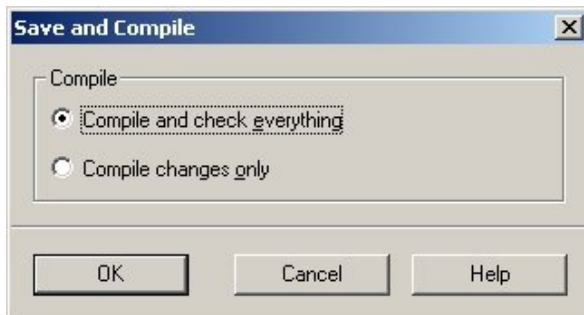 Save and Compile
Compile
Compile and check everything
Compile changes only
OK Cancel Help